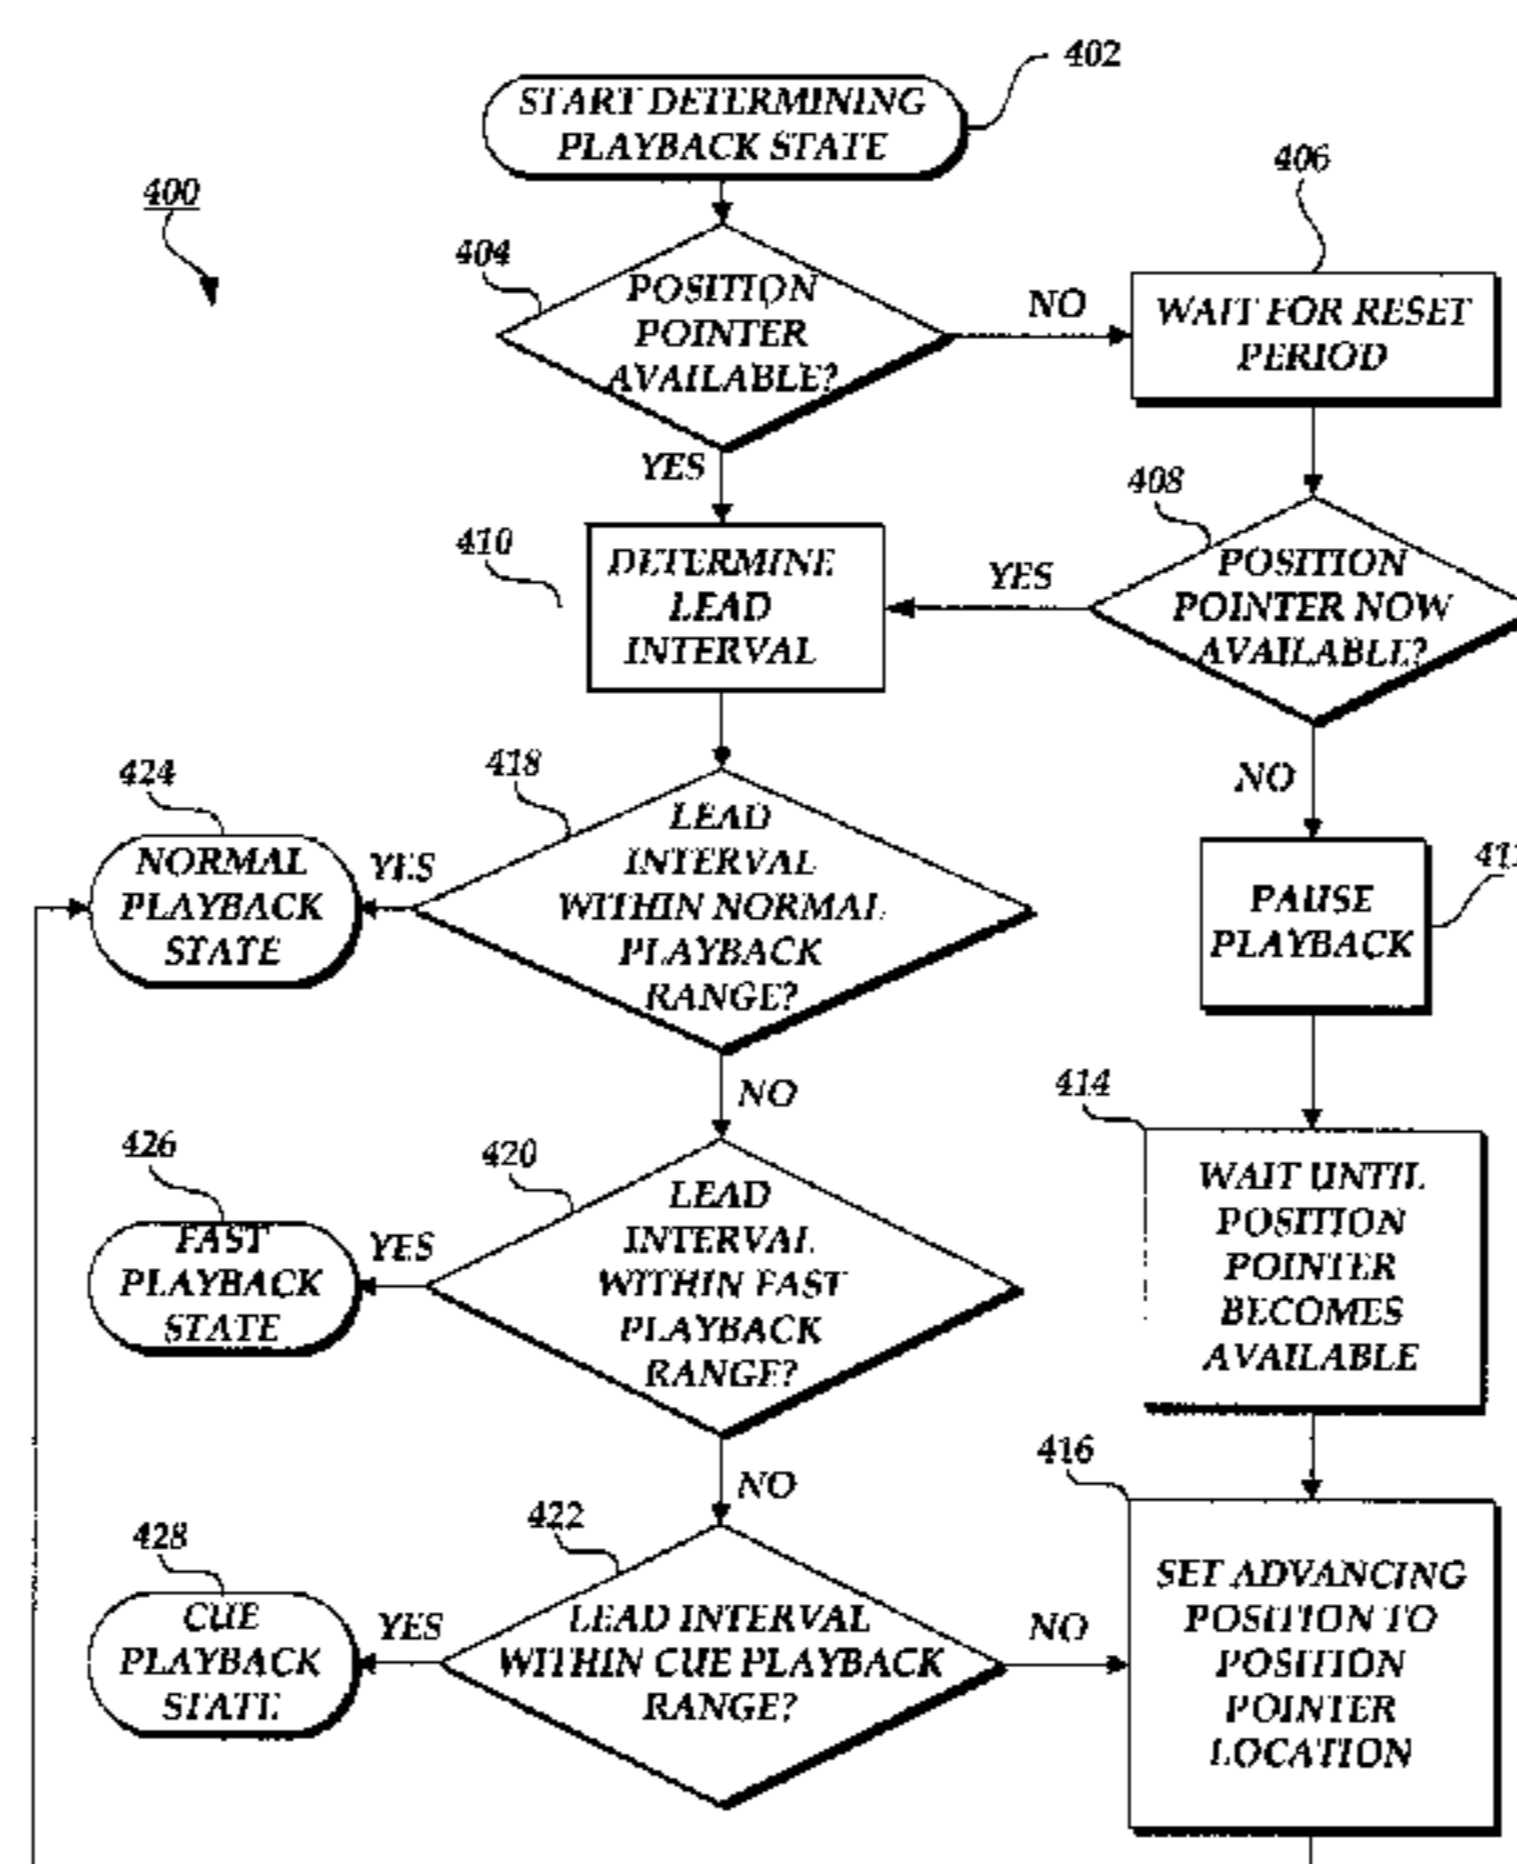 402
START DETERMINING
PLAYBACK STATE
400
404
POSITION
POINTER
AVAILABLE?
NO
406
WAIT FOR RESET
PERIOD
YES
408
POSITION
POINTER NOW
AVAILABLE?
YES
410
DETERMINE
LEAD
INTERVAL
NO
418
LEAD
INTERVAL
WITHIN NORMAL
PLAYBACK
RANGE?
YES
424
NORMAL
PLAYBACK
STATE
PAUSE
PLAYBACK
NO
414
WAIT UNTIL
POSITION
POINTER
BECOMES
AVAILABLE
420
LEAD
INTERVAL
WITHIN FAST
PLAYBACK
RANGE?
YES
426
FAST
PLAYBACK
STATE
NO
416
SET ADVANCING
POSITION TO
POSITION
POINTER
LOCATION
422
LEAD INTERVAL
WITHIN CUE PLAYBACK
RANGE?
NO
YES
428
CUE
PLAYBACK
STATE